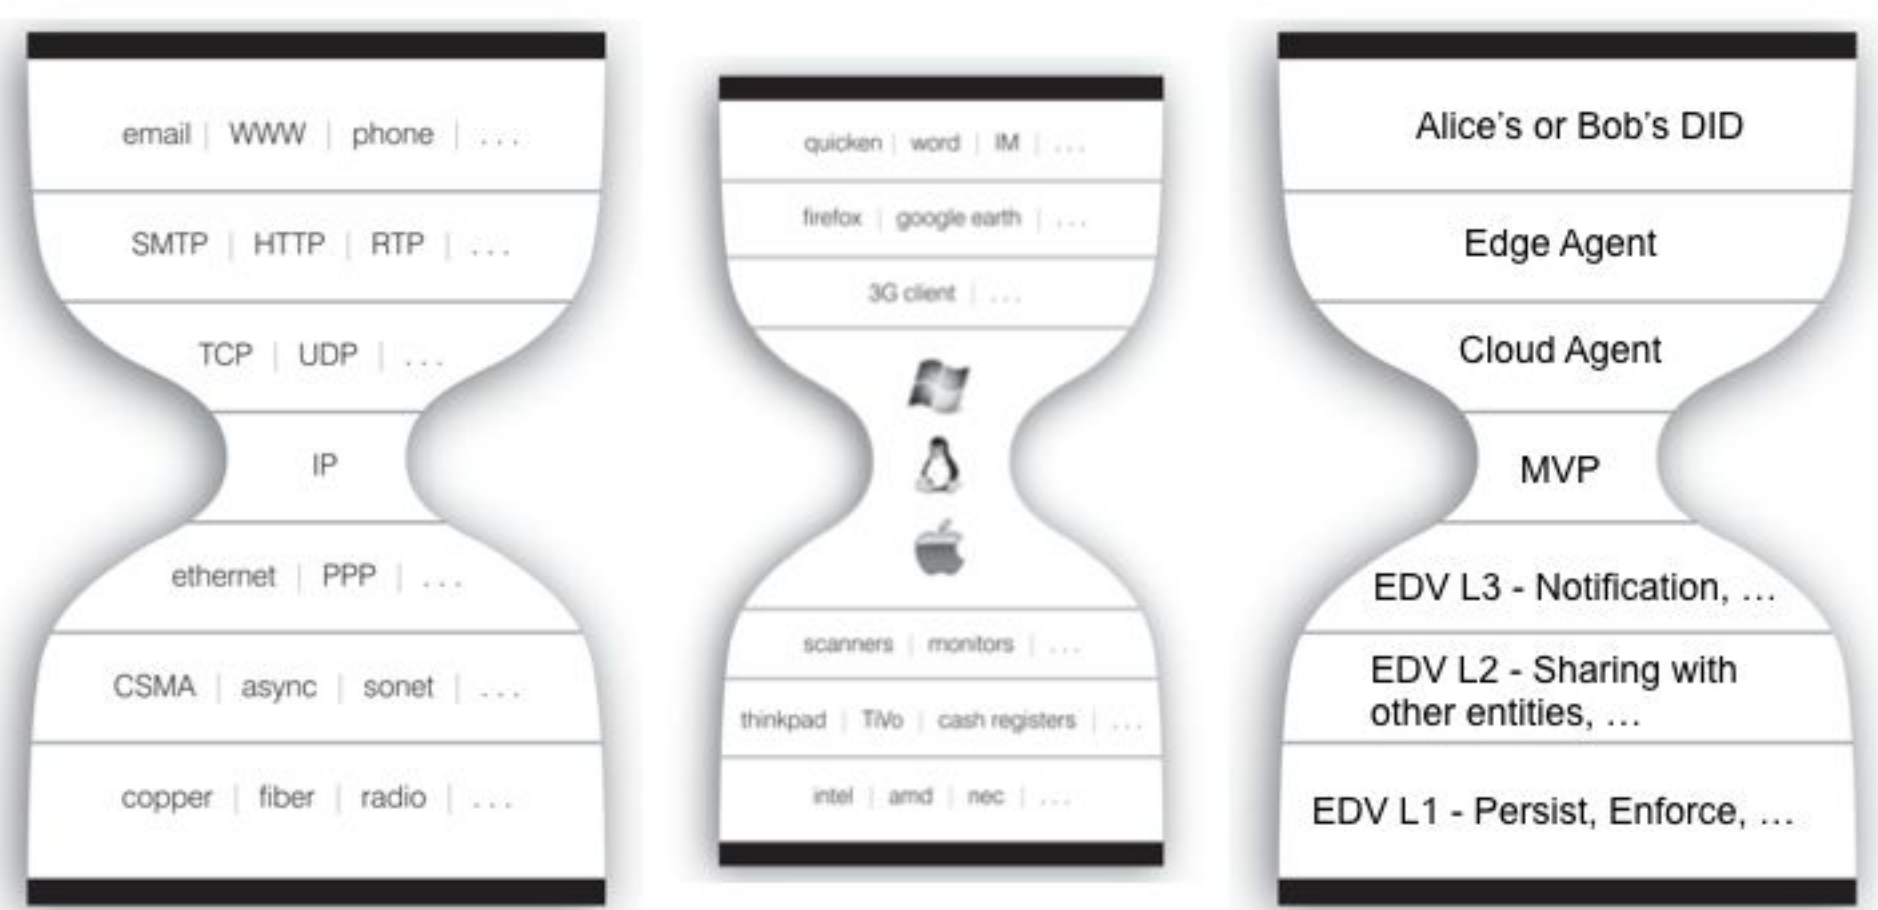 email | WWW | phone | ...
SMTP | HTTP | RTP | ...
TCP | UDP | ...
IP
ethernet | PPP | ...
CSMA | async | sonet | ...
copper | fiber | radio | ...
quicken | word | IM | ...
firefox | google earth | ...
3G client | ...
scanners | monitors | ...
thinkpad | TiVo | cash registers | ...
intel | amd | nec | ...
Alice's or Bob's DID
Edge Agent
Cloud Agent
MVP
EDV L3 - Notification, ...
EDV L2 - Sharing with
other entities, ...
EDV L1 - Persist, Enforce, ...